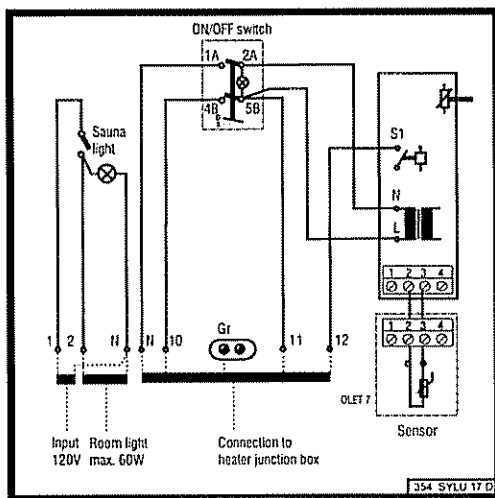 ON/OFF switch
1A 2A
4B 5B
Sauna
light
S1
N
L
1 2 3 4
1 2 N N 10 Gr 11 12
1 2 3 4
OLET 7
Sensor
Input
120V
Room light
max. 60W
Connection to
heater junction box
354 SYLU 17 D